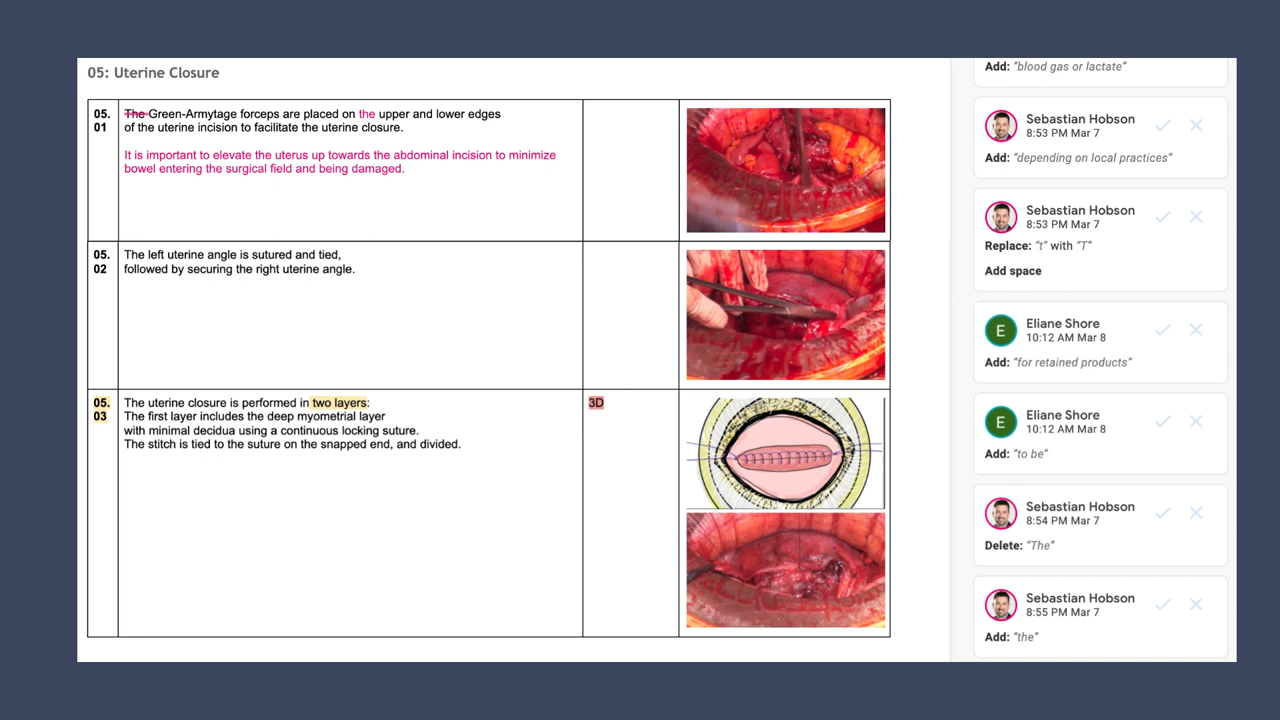 05: Uterine Closure
05.
01
The Green-Armytage forceps are placed on the upper and lower edges
of the uterine incision to facilitate the uterine closure.
It is important to elevate the uterus up towards the abdominal incision to minimize
bowel entering the surgical field and being damaged.
05.
02
The left uterine angle is sutured and tied,
followed by securing the right uterine angle.
05.
03
The uterine closure is performed in two layers:
The first layer includes the deep myometrial layer
with minimal decidua using a continuous locking suture.
The stitch is tied to the suture on the snapped end, and divided.
3D
Add: "blood gas or lactate"
Sebastian Hobson
8:53 PM Mar 7
Add: "depending on local practices"
Sebastian Hobson
8:53 PM Mar 7
Replace: "t" with "T"
Add space
E
Eliane Shore
10:12 AM Mar 8
Add: "for retained products"
E
Eliane Shore
10:12 AM Mar 8
Add: "to be"
Sebastian Hobson
8:54 PM Mar 7
Delete: "The"
Sebastian Hobson
8:55 PM Mar 7
Add: "the"